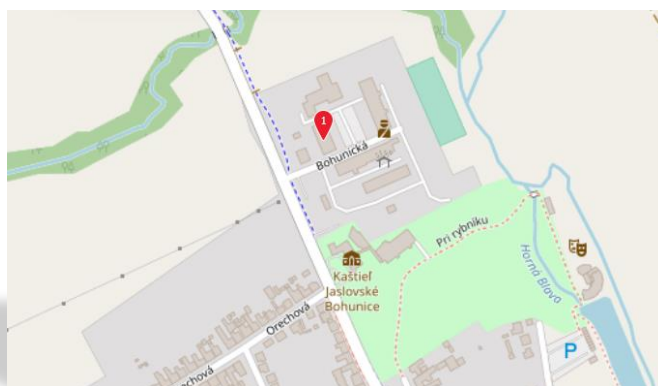 1
Bohunická
Pri rybníku
Kaštieľ
Jaslovské
Bohunice
Horná Blava
Orechová
Orechová
P